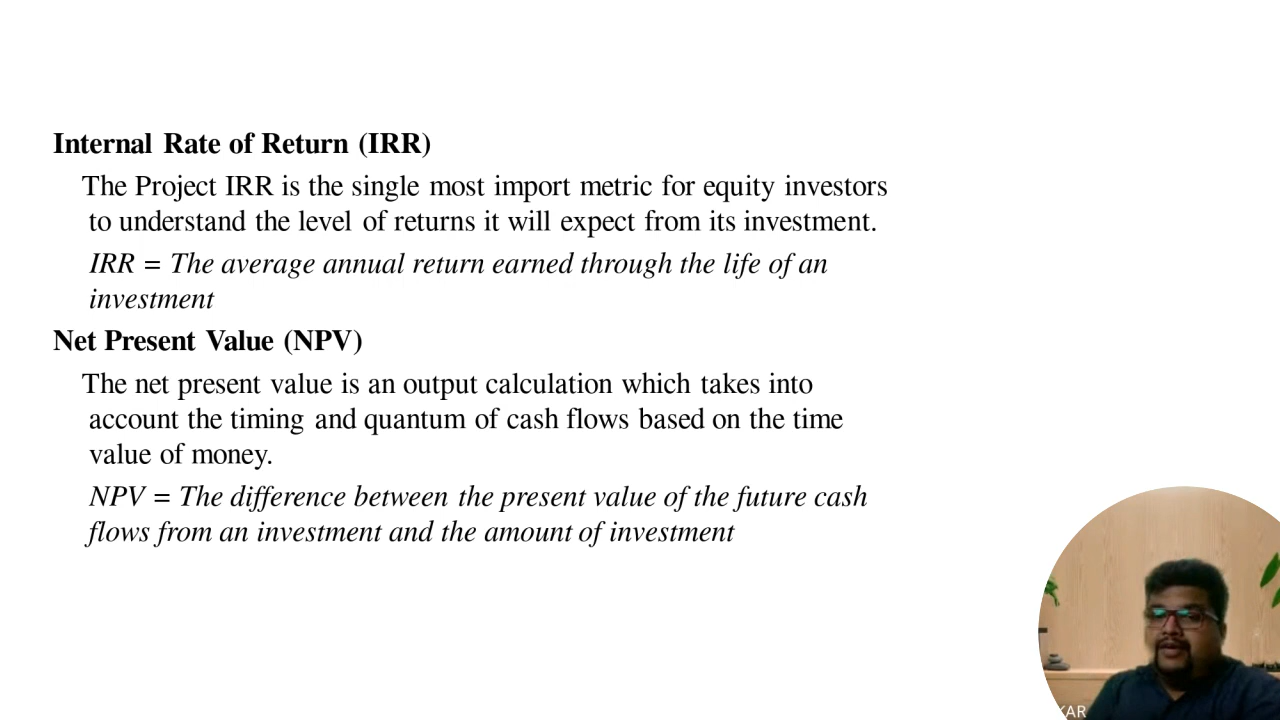 Internal Rate of Return (IRR)
The Project IRR is the single most import metric for equity investors
to understand the level of returns it will expect from its investment.
IRR = The average annual return earned through the life of an
investment
Net Present Value (NPV)
The net present value is an output calculation which takes into
account the timing and quantum of cash flows based on the time
value of money.
NPV = The difference between the present value of the future cash
flows from an investment and the amount of investment
KAR